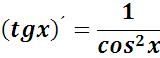 (tgx)′ = 1/cos²x